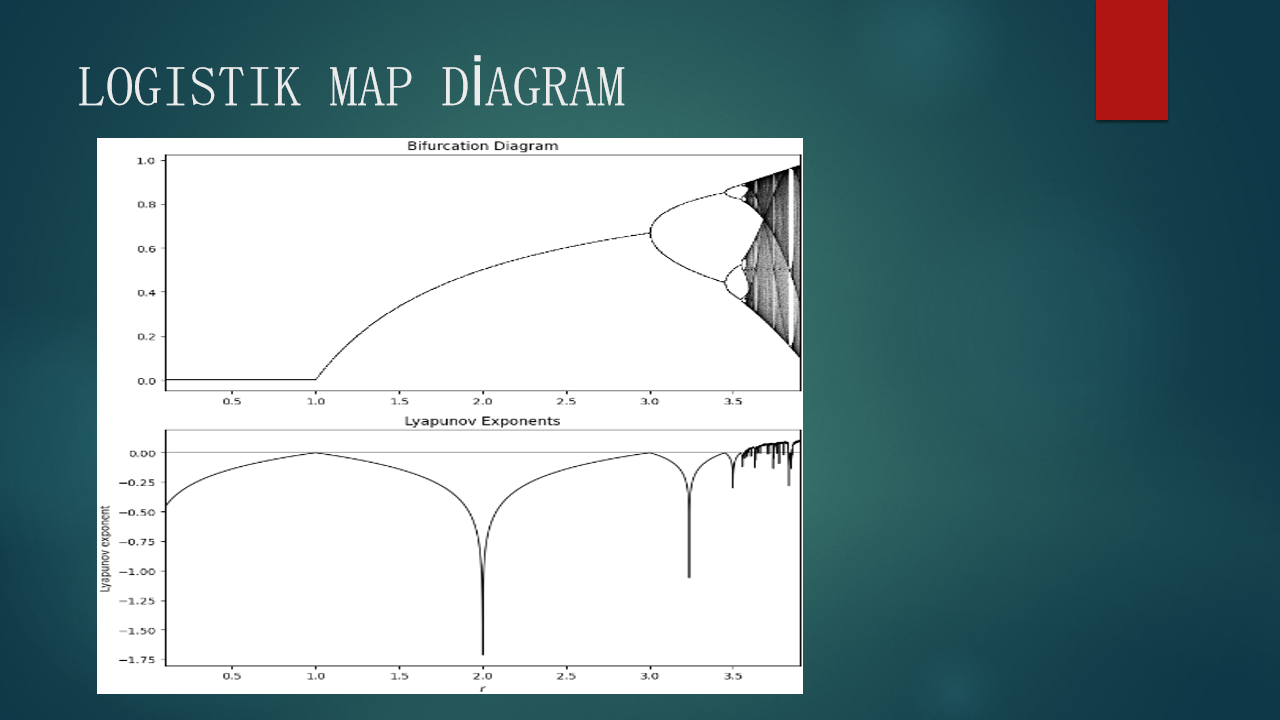 LOGISTIK MAP DİAGRAM
Bifurcation Diagram
1.0
0.8
0.6
0.4
0.2
0.0
0.5 1.0 1.5 2.0 2.5 3.0 3.5
Lyapunov Exponents
0.00
−0.25
−0.50
−0.75
−1.00
−1.25
−1.50
−1.75
Lyapunov exponent
0.5 1.0 1.5 2.0 2.5 3.0 3.5
r